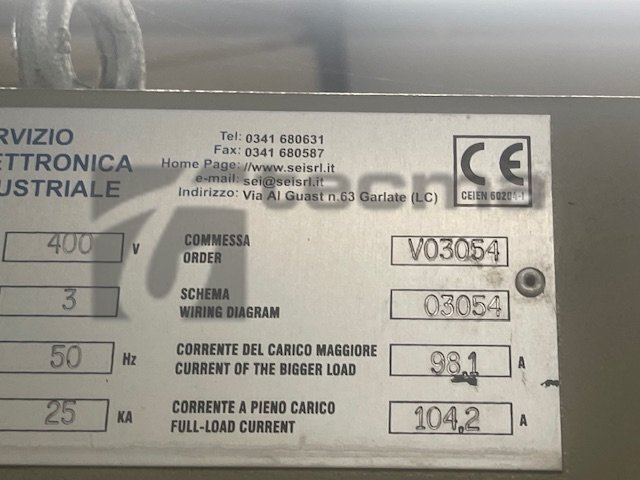 RVIZIO
ETTRONICA
USTRIALE
Tel: 0341 680631
Fax: 0341 680587
Home Page: //www.seisrl.it
e-mail: sei@seisrl.it
Indirizzo: Via Al Guast n.63 Garlate (LC)
CE
CEIEN 60204-1
400 V
COMMESSA
ORDER
V03054
3
SCHEMA
WIRING DIAGRAM
03054
50 Hz
CORRENTE DEL CARICO MAGGIORE
CURRENT OF THE BIGGER LOAD
98,1 A
25 KA
CORRENTE A PIENO CARICO
FULL-LOAD CURRENT
104,2 A